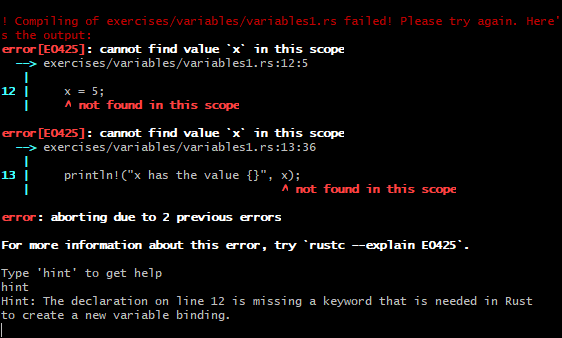 ! Compiling of exercises/variables/variables1.rs failed! Please try again. Here'
s the output:
error[E0425]: cannot find value `x` in this scope
  --> exercises/variables/variables1.rs:12:5
   |
12 |     x = 5;
   |     ^ not found in this scope

error[E0425]: cannot find value `x` in this scope
  --> exercises/variables/variables1.rs:13:36
   |
13 |     println!("x has the value {}", x);
   |                                    ^ not found in this scope

error: aborting due to 2 previous errors

For more information about this error, try `rustc --explain E0425`.

Type 'hint' to get help
hint
Hint: The declaration on line 12 is missing a keyword that is needed in Rust
to create a new variable binding.